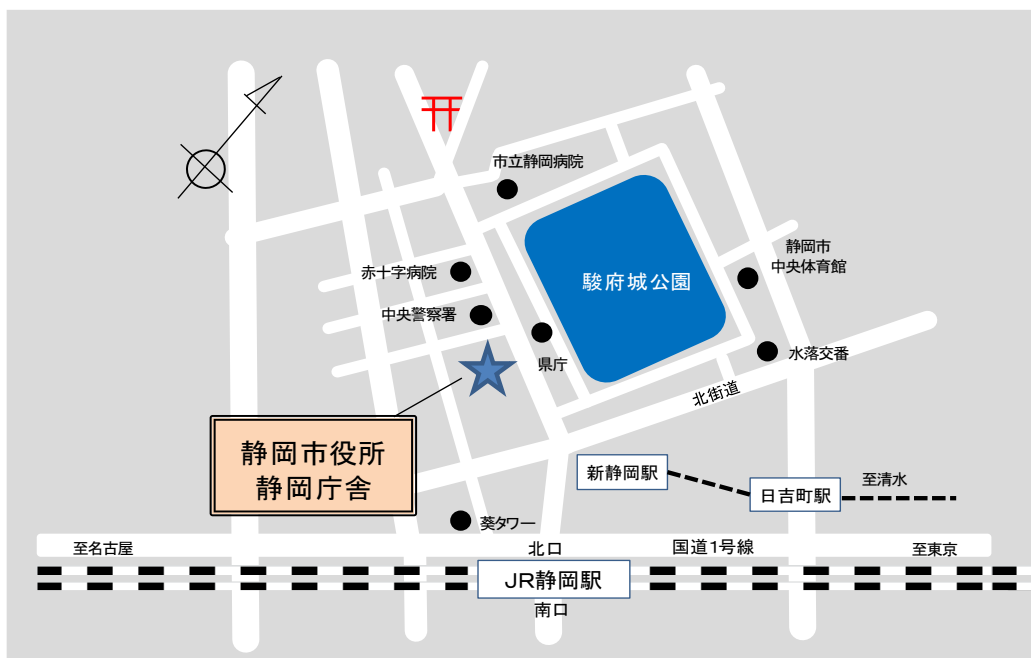 市立静岡病院
静岡市
中央体育館
赤十字病院
駿府城公園
中央警察署
県庁
水落交番
北街道
静岡市役所
静岡庁舎
新静岡駅
日吉町駅
至清水
葵タワー
至名古屋
北口
国道1号線
至東京
JR静岡駅
南口